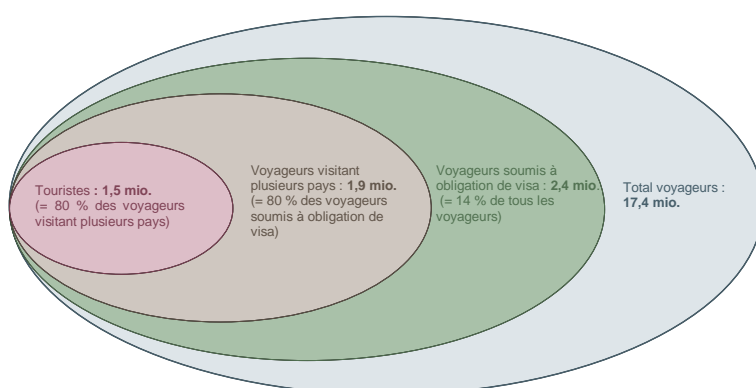 Touristes : 1,5 mio.
(= 80 % des voyageurs
visitant plusieurs pays)
Voyageurs visitant
plusieurs pays : 1,9 mio.
(= 80 % des voyageurs
soumis à obligation de
visa)
Voyageurs soumis à
obligation de visa : 2,4 mio.
(= 14 % de tous les
voyageurs)
Total voyageurs :
17,4 mio.